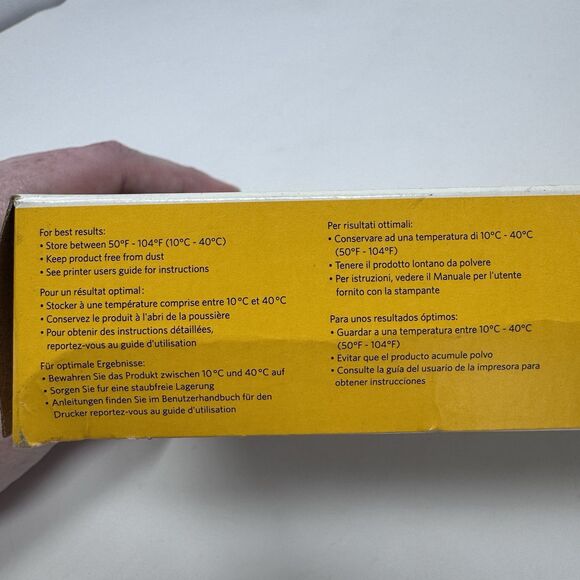 For best results:
• Store between 50°F - 104°F (10°C - 40°C)
• Keep product free from dust
• See printer users guide for instructions
Pour un résultat optimal :
• Stocker à une température comprise entre 10°C et 40°C
• Conservez le produit à l'abri de la poussière
• Pour obtenir des instructions détaillées,
reportez-vous au guide d'utilisation
Für optimale Ergebnisse:
• Bewahren Sie das Produkt zwischen 10°C und 40°C auf
• Sorgen Sie fur eine staubfreie Lagerung
• Anleitungen finden Sie im Benutzerhandbuch für den
Drucker reportez-vous au guide d'utilisation
Per risultati ottimali:
• Conservare ad una temperatura di 10°C - 40°C
(50°F - 104°F)
• Tenere il prodotto lontano da polvere
• Per istruzioni, vedere il Manuale per l'utente
fornito con la stampante
Para unos resultados óptimos:
• Guardar a una temperatura entre 10°C - 40°C
(50°F - 104°F)
• Evitar que el producto acumule polvo
• Consulte la guía del usuario de la impresora para
obtener instrucciones